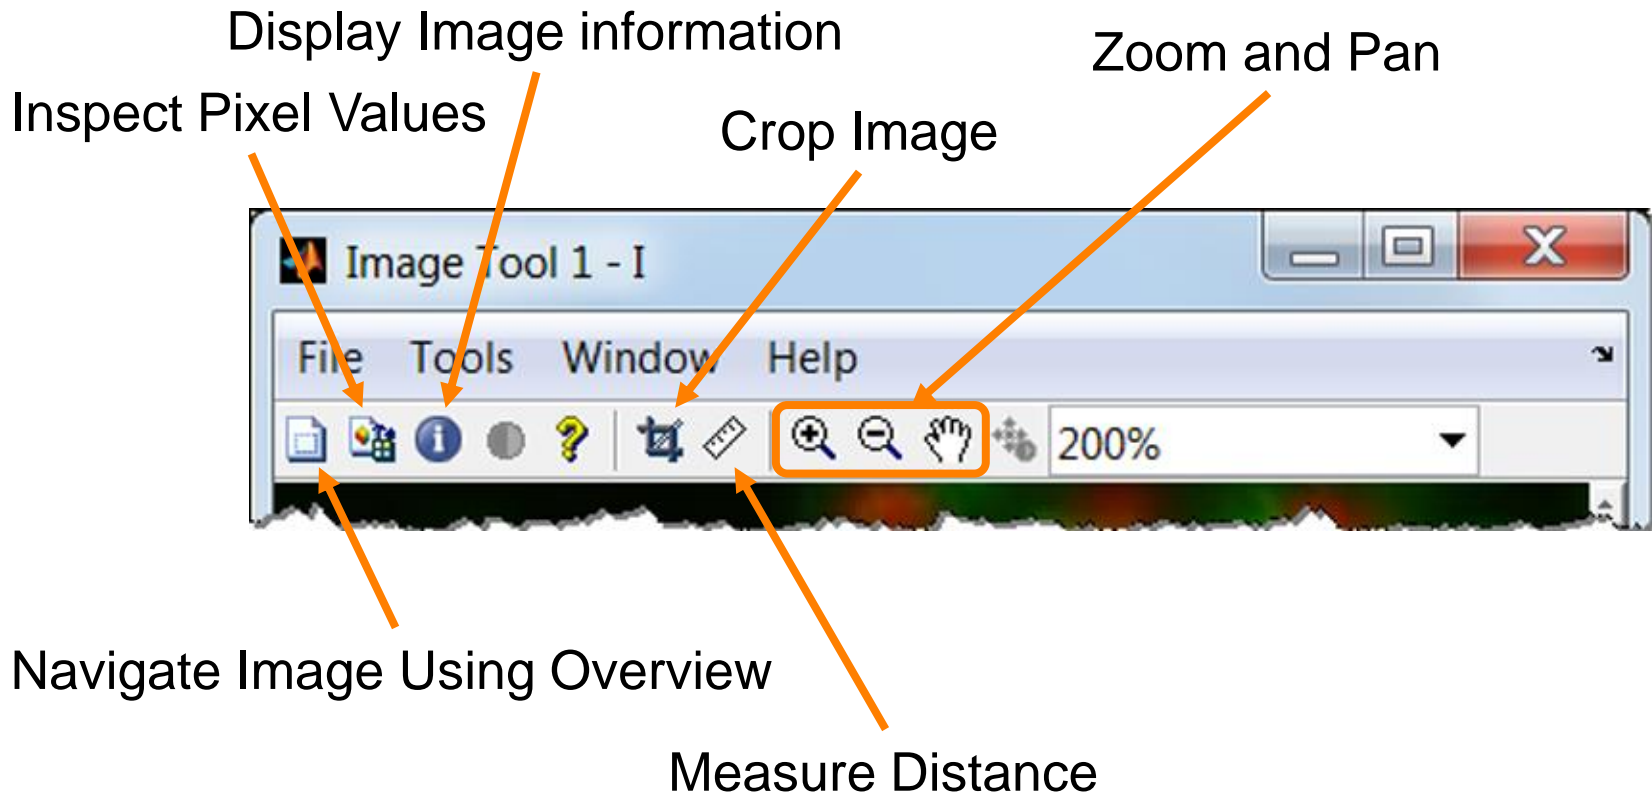 Display Image information
Zoom and Pan
Inspect Pixel Values
Crop Image
Image Tool 1 - I
File Tools Window Help
200%
Navigate Image Using Overview
Measure Distance